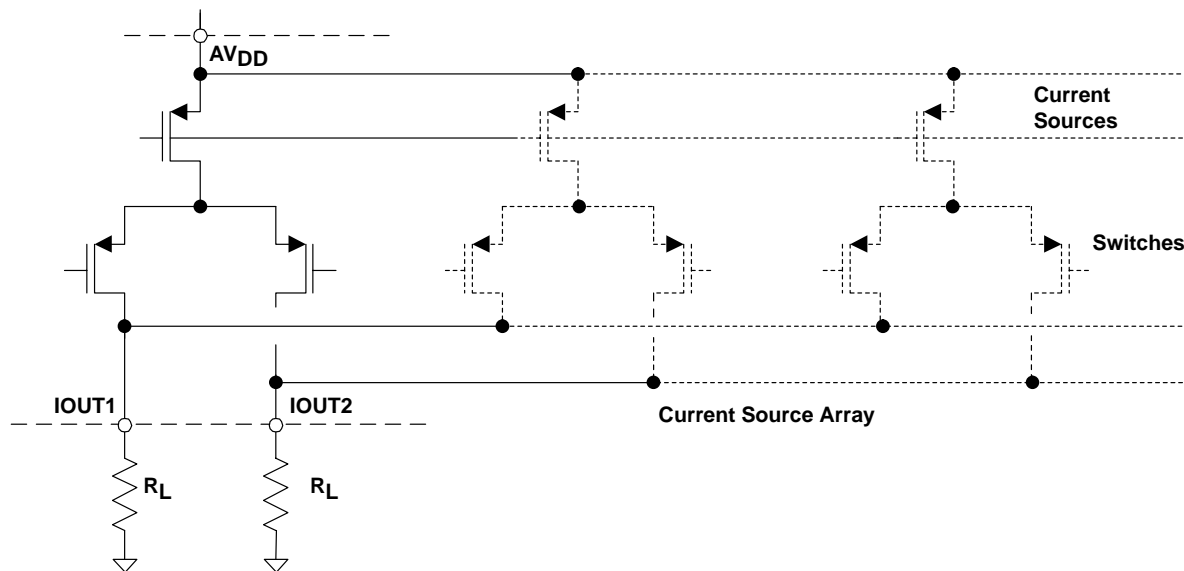 AVDD
Current
Sources
Switches
IOUT1
IOUT2
Current Source Array
RL
RL